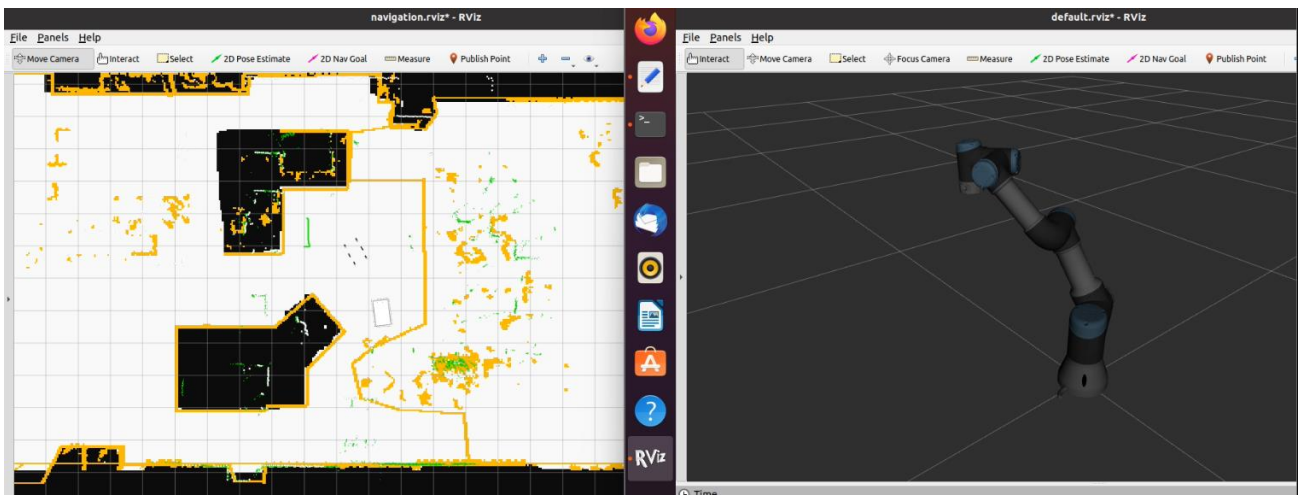 navigation.rviz* - RViz
File Panels Help
Move Camera Interact Select 2D Pose Estimate 2D Nav Goal Measure Publish Point
default.rviz* - RViz
File Panels Help
Interact Move Camera Select Focus Camera Measure 2D Pose Estimate 2D Nav Goal Publish Point
>_
A
?
RViz
Time